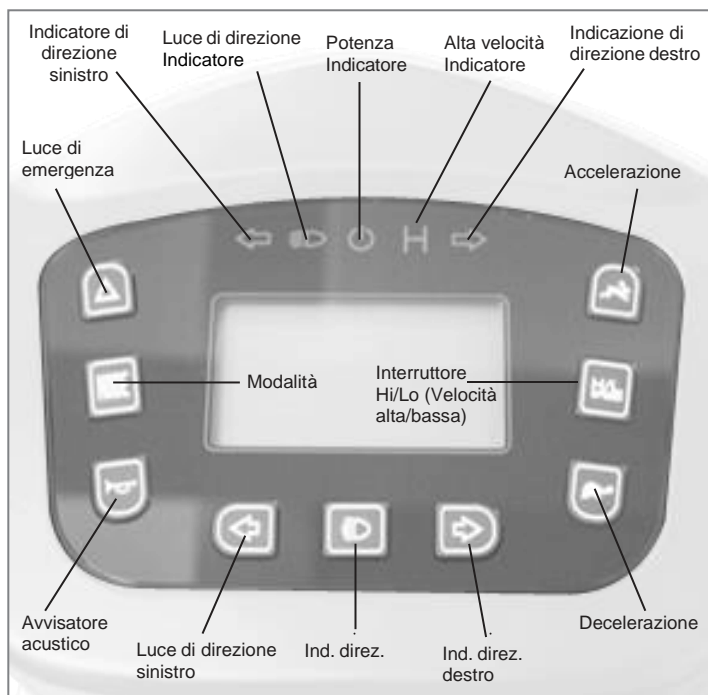 Indicatore di
direzione
sinistro
Luce di direzione
Indicatore
Potenza
Indicatore
Alta velocità
Indicatore
Indicazione di
direzione destro
Luce di
emergenza
Accelerazione
H
Modalità
Interruttore
Hi/Lo (Velocità
alta/bassa)
Avvisatore
acustico
Luce di direzione
sinistro
Ind. direz.
Ind. direz.
destro
Decelerazione